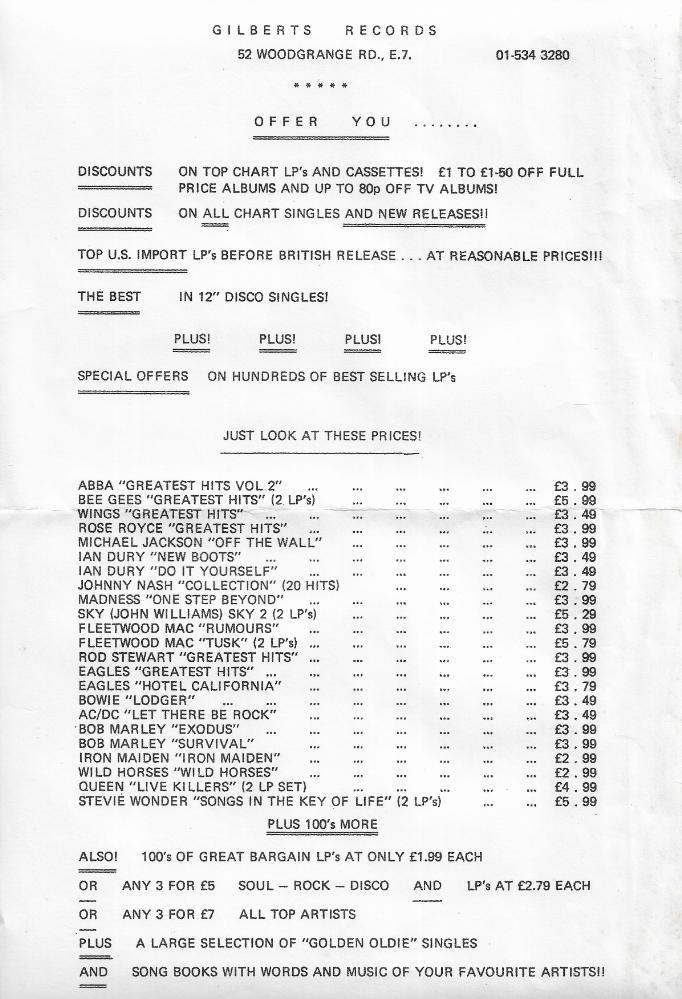 GILBERTS RECORDS
52 WOODGRANGE RD., E.7. 01-534 3280
* * * * *
OFFER YOU ........
DISCOUNTS ON TOP CHART LP's AND CASSETTES! £1 TO £1-50 OFF FULL
PRICE ALBUMS AND UP TO 80p OFF TV ALBUMS!
DISCOUNTS ON ALL CHART SINGLES AND NEW RELEASES!!
TOP U.S. IMPORT LP's BEFORE BRITISH RELEASE . . . AT REASONABLE PRICES!!!
THE BEST IN 12" DISCO SINGLES!
PLUS! PLUS! PLUS! PLUS!
SPECIAL OFFERS ON HUNDREDS OF BEST SELLING LP's
JUST LOOK AT THESE PRICES!
ABBA "GREATEST HITS VOL 2" ... ... ... ... ... ... £3 . 99
BEE GEES "GREATEST HITS" (2 LP's) ... ... ... ... ... £5 . 99
WINGS "GREATEST HITS" ... ... ... ... ... ... ... £3 . 49
ROSE ROYCE "GREATEST HITS" ... ... ... ... ... ... £3 . 99
MICHAEL JACKSON "OFF THE WALL" ... ... ... ... ... £3 . 99
IAN DURY "NEW BOOTS" ... ... ... ... ... ... ... £3 . 49
IAN DURY "DO IT YOURSELF" ... ... ... ... ... ... £3 . 49
JOHNNY NASH "COLLECTION" (20 HITS) ... ... ... ... £2 . 79
MADNESS "ONE STEP BEYOND" ... ... ... ... ... ... £3 . 99
SKY (JOHN WILLIAMS) SKY 2 (2 LP's) ... ... ... ... ... £5 . 29
FLEETWOOD MAC "RUMOURS" ... ... ... ... ... ... £3 . 99
FLEETWOOD MAC "TUSK" (2 LP's) ... ... ... ... ... ... £5 . 79
ROD STEWART "GREATEST HITS" ... ... ... ... ... ... £3 . 99
EAGLES "GREATEST HITS" ... ... ... ... ... ... ... £3 . 99
EAGLES "HOTEL CALIFORNIA" ... ... ... ... ... ... £3 . 79
BOWIE "LODGER" ... ... ... ... ... ... ... ... £3 . 49
AC/DC "LET THERE BE ROCK" ... ... ... ... ... ... £3 . 49
BOB MARLEY "EXODUS" ... ... ... ... ... ... ... £3 . 99
BOB MARLEY "SURVIVAL" ... ... ... ... ... ... £3 . 99
IRON MAIDEN "IRON MAIDEN" ... ... ... ... ... ... £2 . 99
WILD HORSES "WILD HORSES" ... ... ... ... ... ... £2 . 99
QUEEN "LIVE KILLERS" (2 LP SET) ... ... ... ... ... £4 . 99
STEVIE WONDER "SONGS IN THE KEY OF LIFE" (2 LP's) ... ... £5 . 99
PLUS 100's MORE
ALSO! 100's OF GREAT BARGAIN LP's AT ONLY £1.99 EACH
OR ANY 3 FOR £5 SOUL – ROCK – DISCO AND LP's AT £2.79 EACH
OR ANY 3 FOR £7 ALL TOP ARTISTS
PLUS A LARGE SELECTION OF "GOLDEN OLDIE" SINGLES
AND SONG BOOKS WITH WORDS AND MUSIC OF YOUR FAVOURITE ARTISTS!!